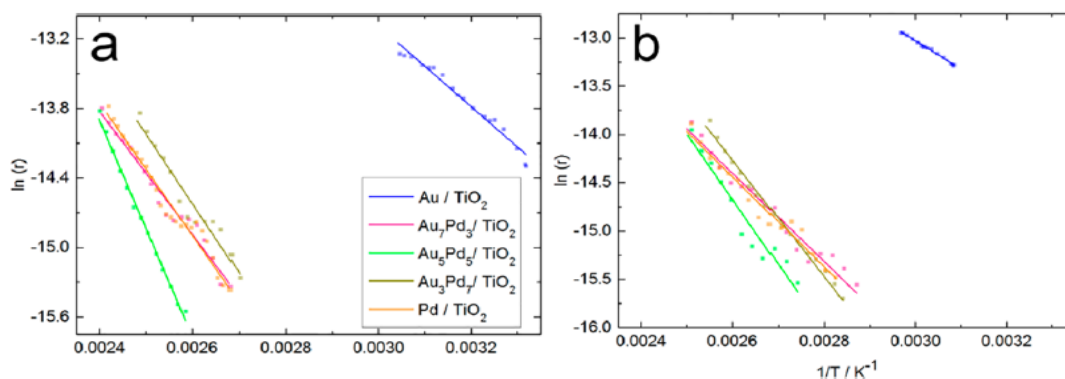 a
ln (r)
-13.2
-13.8
-14.4
-15.0
-15.6
0.0024
0.0026
0.0028
0.0030
0.0032
Au / TiO₂
Au₇Pd₃/ TiO₂
Au₅Pd₅/ TiO₂
Au₃Pd₇/ TiO₂
Pd / TiO₂
b
ln (r)
-13.0
-13.5
-14.0
-14.5
-15.0
-15.5
-16.0
0.0024
0.0026
0.0028
0.0030
0.0032
1/T / K⁻¹